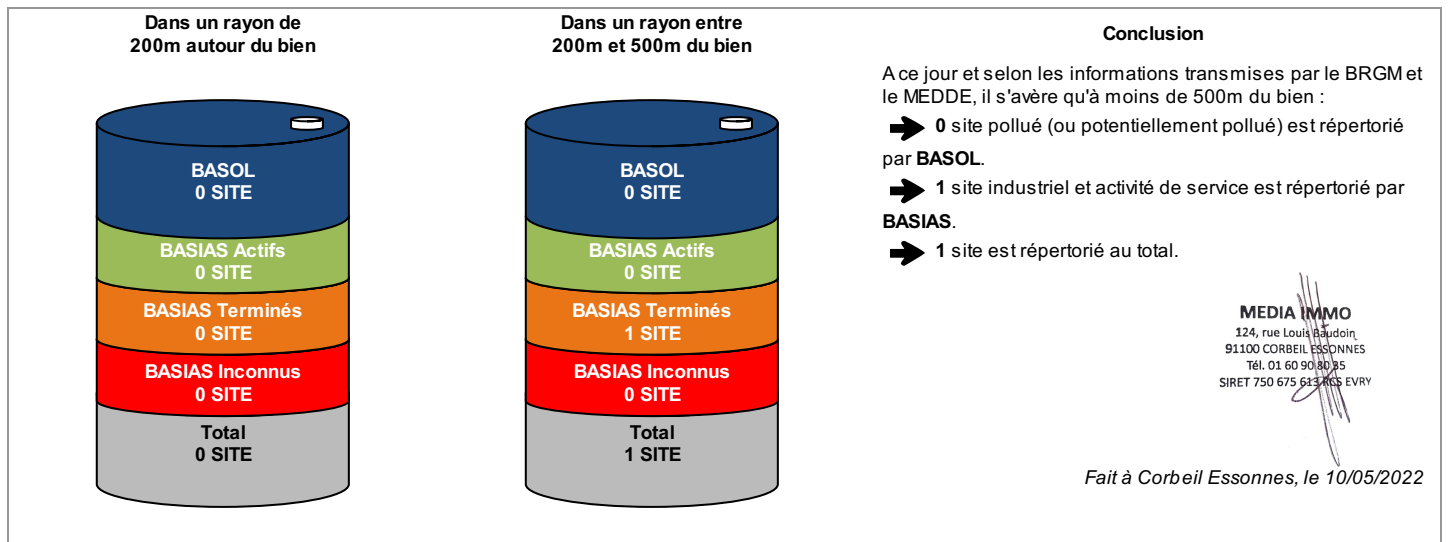 Dans un rayon de
200m autour du bien
BASOL
0 SITE
BASIAS Actifs
0 SITE
BASIAS Terminés
0 SITE
BASIAS Inconnus
0 SITE
Total
0 SITE
Dans un rayon entre
200m et 500m du bien
BASOL
0 SITE
BASIAS Actifs
0 SITE
BASIAS Terminés
1 SITE
BASIAS Inconnus
0 SITE
Total
1 SITE
Conclusion
A ce jour et selon les informations transmises par le BRGM et
le MEDDE, il s'avère qu'à moins de 500m du bien :
0 site pollué (ou potentiellement pollué) est répertorié
par BASOL.
1 site industriel et activité de service est répertorié par
BASIAS.
1 site est répertorié au total.
MEDIA IMMO
124, rue Louis Baudoin
91100 CORBEIL ESSONNES
Tél. 01 60 90 80 85
SIRET 750 675 613 RCS EVRY
Fait à Corbeil Essonnes, le 10/05/2022